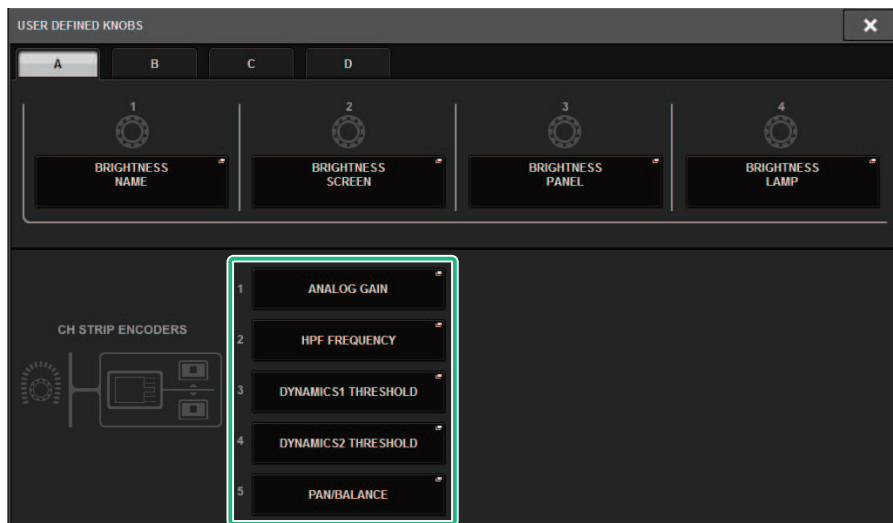 USER DEFINED KNOBS
A B C D
1 2 3 4
BRIGHTNESS NAME
BRIGHTNESS SCREEN
BRIGHTNESS PANEL
BRIGHTNESS LAMP
CH STRIP ENCODERS
1 ANALOG GAIN
2 HPF FREQUENCY
3 DYNAMICS1 THRESHOLD
4 DYNAMICS2 THRESHOLD
5 PAN/BALANCE